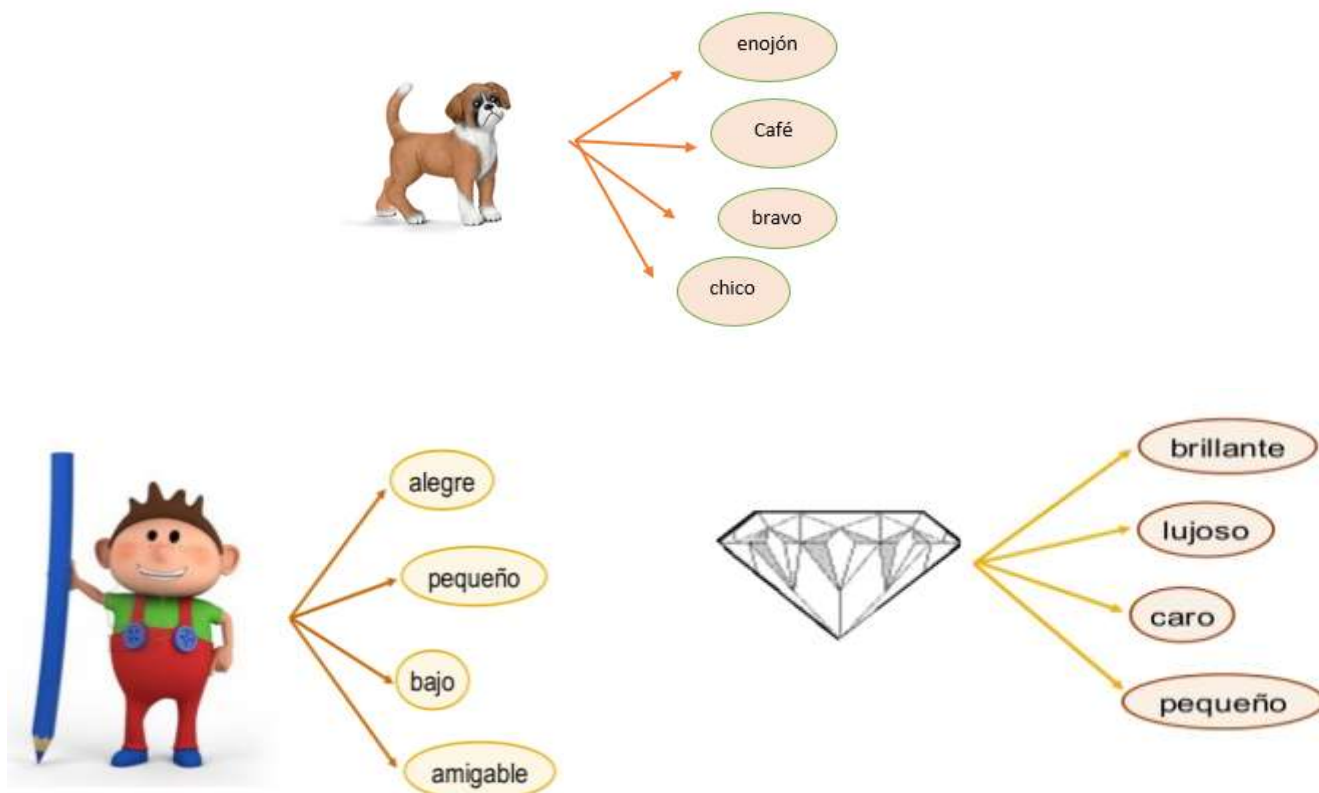 enojón
Café
bravo
chico
alegre
pequeño
bajo
amigable
brillante
lujoso
caro
pequeño